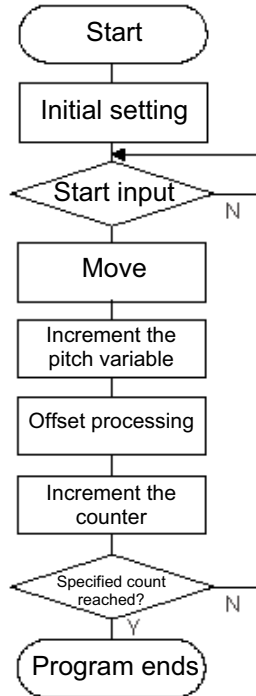 Start
Initial setting
Start input
N
Move
Increment the
pitch variable
Offset processing
Increment the
counter
Specified count
reached?
N
Y
Program ends